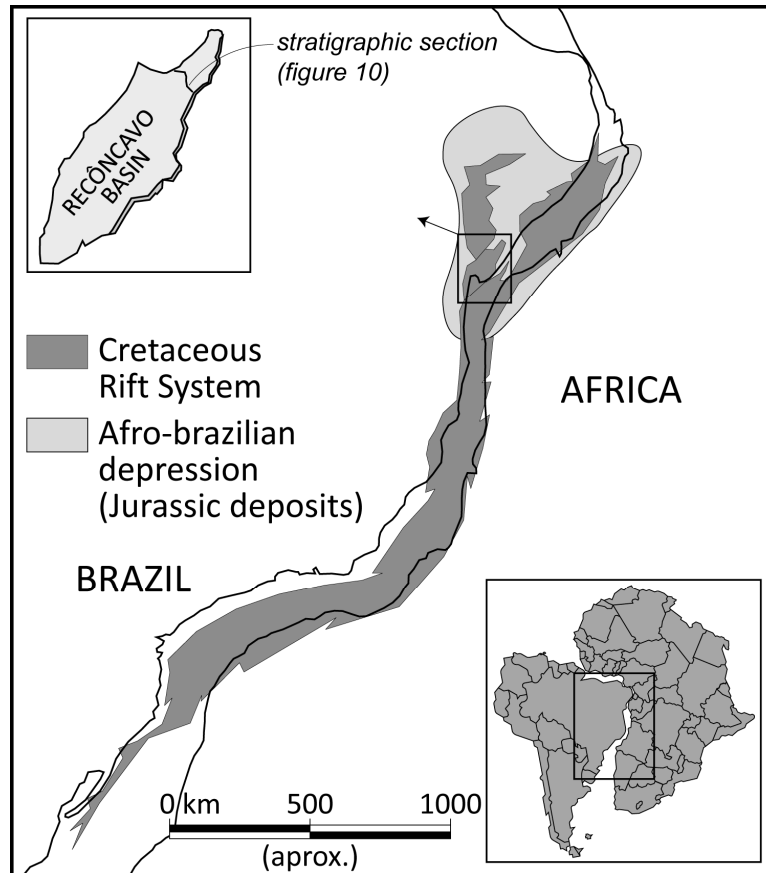 stratigraphic section
(figure 10)
RECÔNCAVO
BASIN
Cretaceous
Rift System
Afro-brazilian
depression
(Jurassic deposits)
AFRICA
BRAZIL
0 km 500 1000
(aprox.)